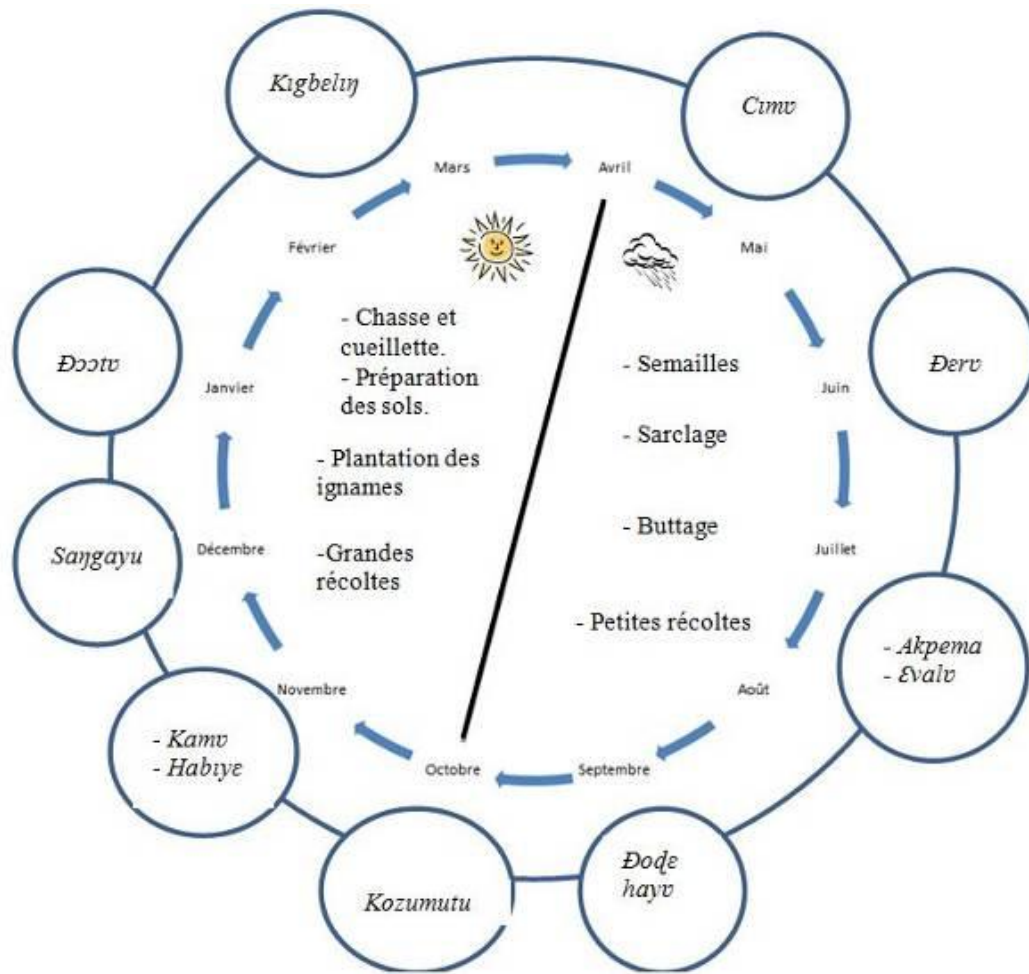 Kɩgbelɩŋ
Cɩmʋ
Mars
Avril
Février
Mai
Đɔɔtʋ
Janvier
- Chasse et
cueillette.
- Préparation
des sols.
- Plantation des
ignames
-Grandes
récoltes
- Semailles
- Sarclage
- Buttage
- Petites récoltes
Juin
Đerʋ
Saŋgayu
Décembre
Juillet
- Akpema
- Ɛvalʋ
Novembre
Août
- Kamʋ
- Habɩyɛ
Octobre
Septembre
Kozumutu
Đoɖe
hayʋ